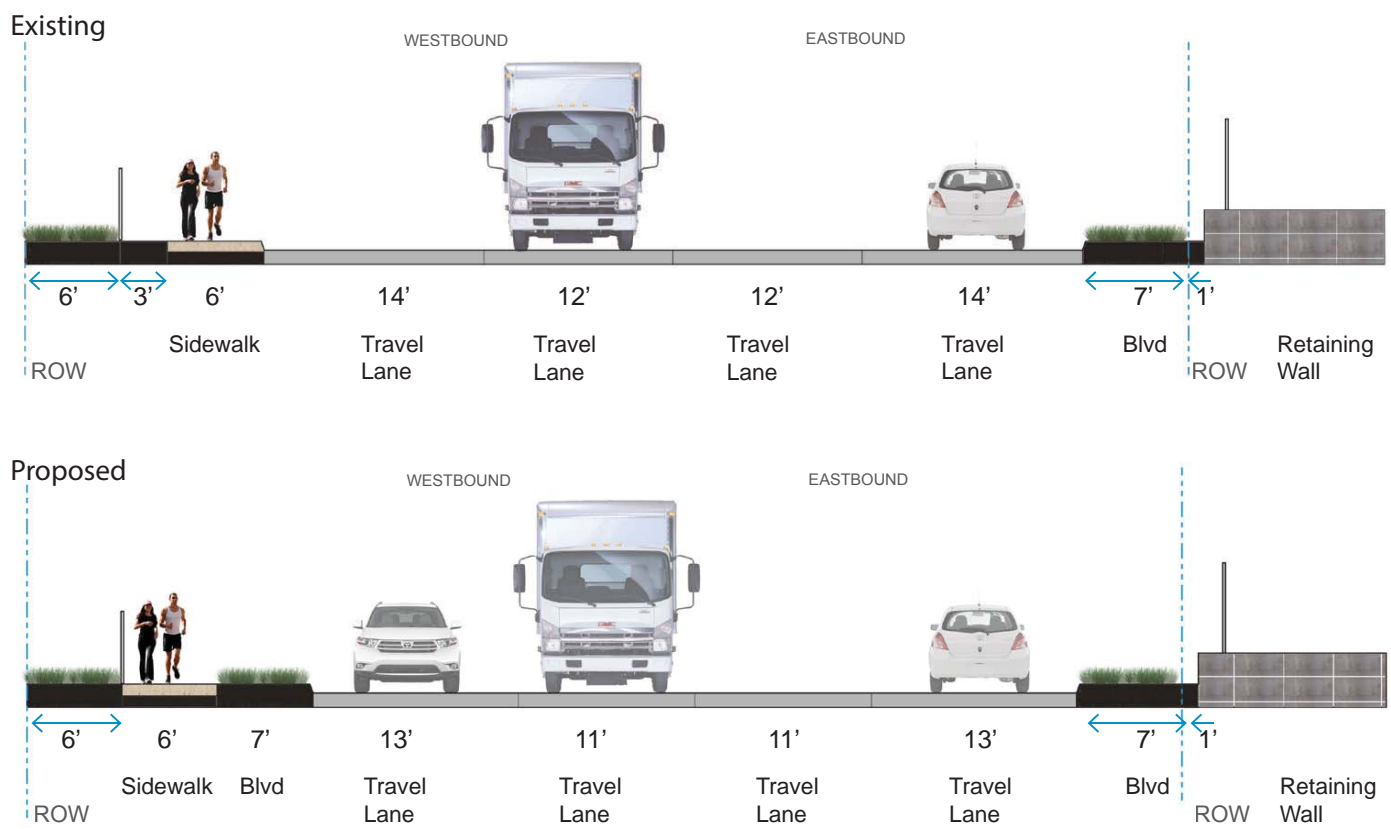 Existing
WESTBOUND
EASTBOUND
6’ 3’ 6’ 14’ 12’ 12’ 14’ 7’ 1’
Sidewalk Travel Travel Travel Travel Blvd Retaining
ROW Lane Lane Lane Lane ROW Wall
Proposed
WESTBOUND
EASTBOUND
6’ 6’ 7’ 13’ 11’ 11’ 13’ 7’ 1’
Sidewalk Blvd Travel Travel Travel Travel Blvd Retaining
ROW Lane Lane Lane Lane ROW Wall